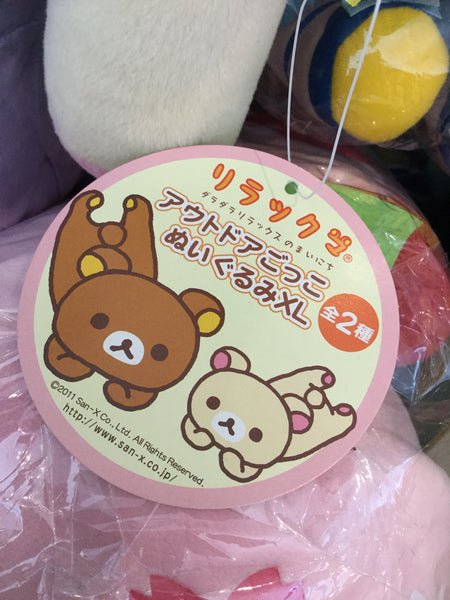 リラックマ®
ダラダラリラックスのまいにち
アウトドアごっこ
ぬいぐるみXL
全2種
©2011 San-X Co., Ltd. All Rights Reserved.
http://www.san-x.co.jp/